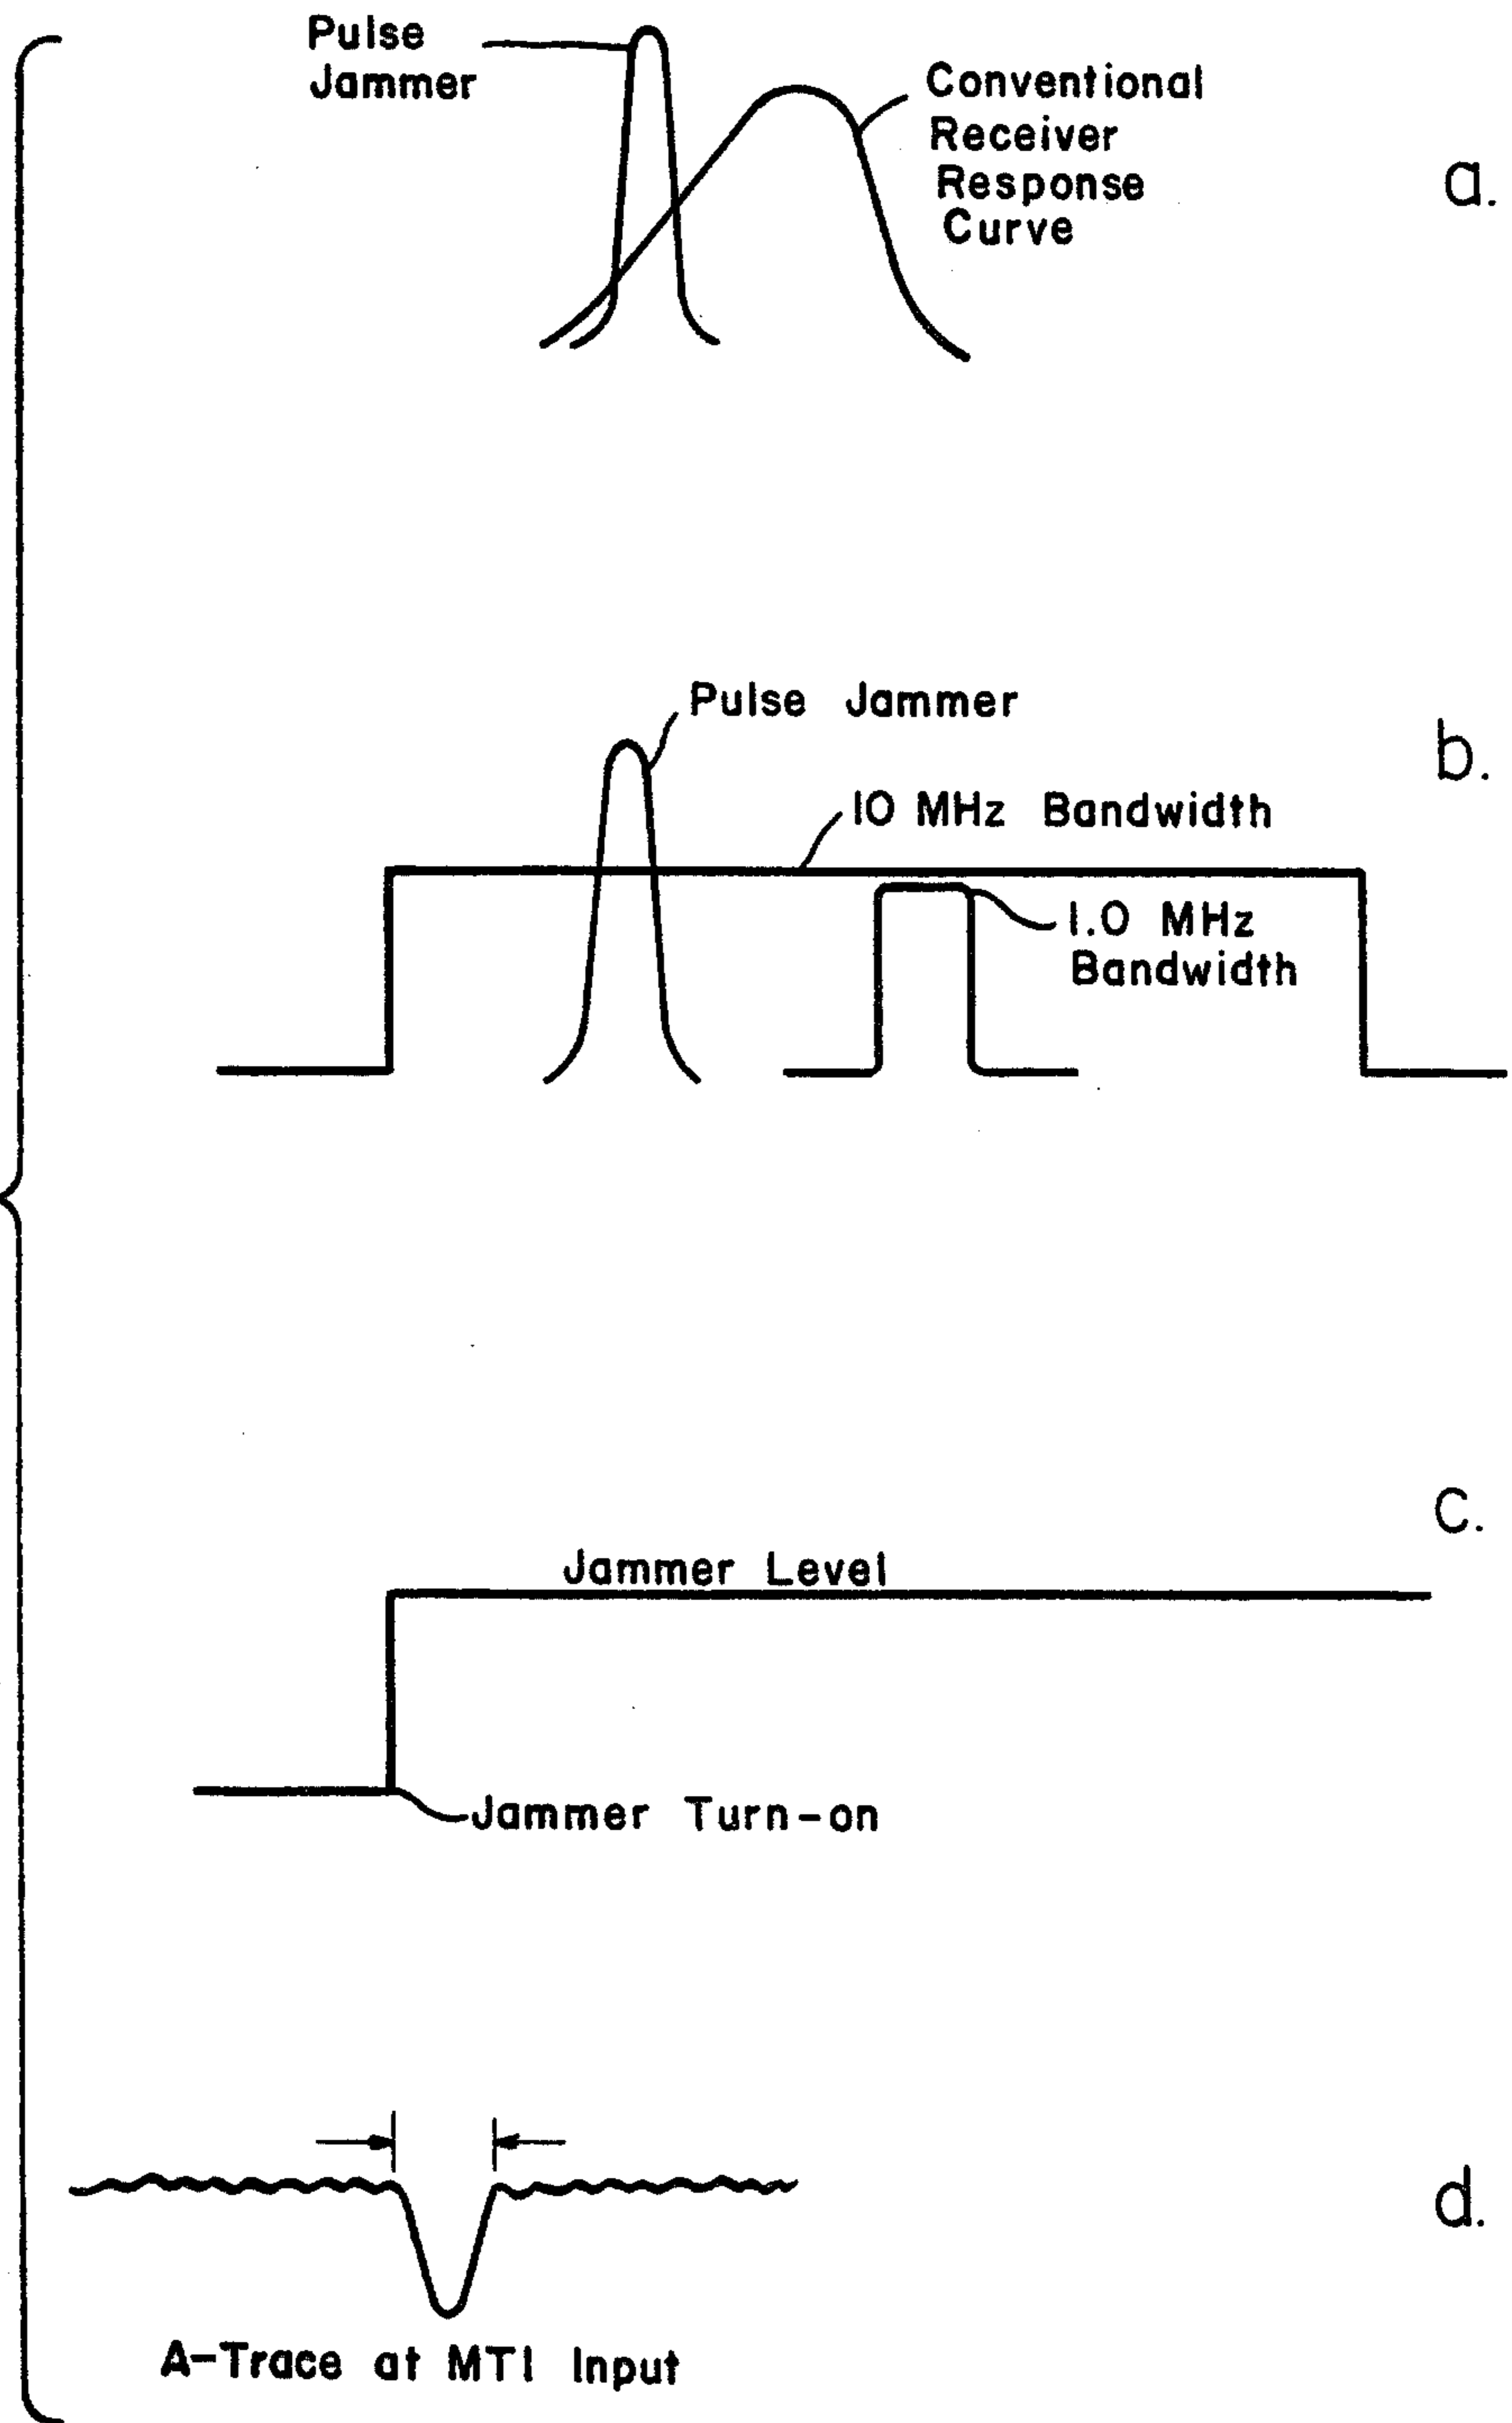 Pulse
Jammer
Conventional
Receiver
Response
Curve
a.
Pulse Jammer
b.
10 MHz Bandwidth
1.0 MHz
Bandwidth
c.
Jammer Level
Jammer Turn-on
d.
A-Trace at MTI Input